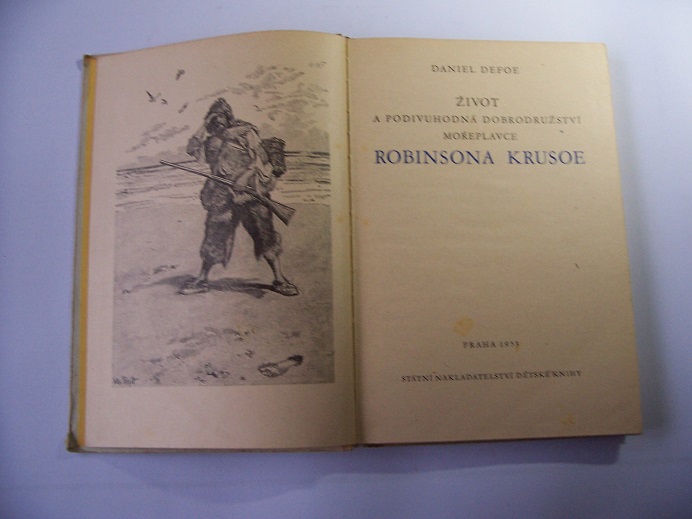 DANIEL DEFOE
ŽIVOT
A PODIVUHODNÁ DOBRODRUŽSTVÍ
MOŘEPLAVCE
ROBINSONA KRUSOE
PRAHA
STÁTNÍ NAKLADATELSTVÍ DĚTSKÉ KNIHY